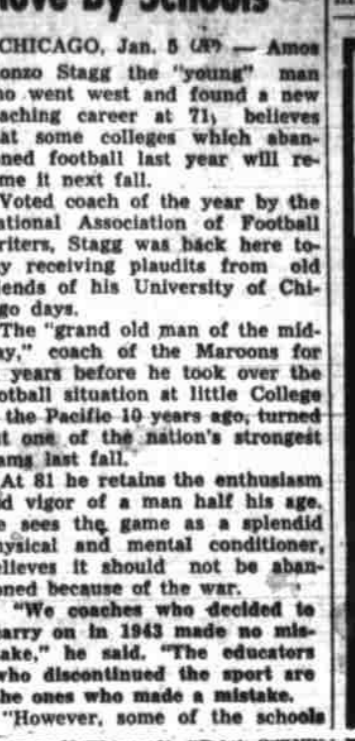 ove By Schools
CHICAGO, Jan. 5 (AP) — Amos
onzo Stagg the "young" man
ho went west and found a new
aching career at 71, believes
at some colleges which aban-
ned football last year will re-
me it next fall.
Voted coach of the year by the
ational Association of Football
riters, Stagg was back here to-
y receiving plaudits from old
ends of his University of Chi-
go days.
The "grand old man of the mid-
ay," coach of the Maroons for
years before he took over the
otball situation at little College
the Pacific 10 years ago, turned
ut one of the nation's strongest
ams last fall.
At 81 he retains the enthusiasm
d vigor of a man half his age.
e sees the game as a splendid
ysical and mental conditioner,
elieves it should not be aban-
oned because of the war.
"We coaches who decided to
arry on in 1943 made no mis-
ake," he said. "The educators
who discontinued the sport are
he ones who made a mistake.
"However, some of the schools